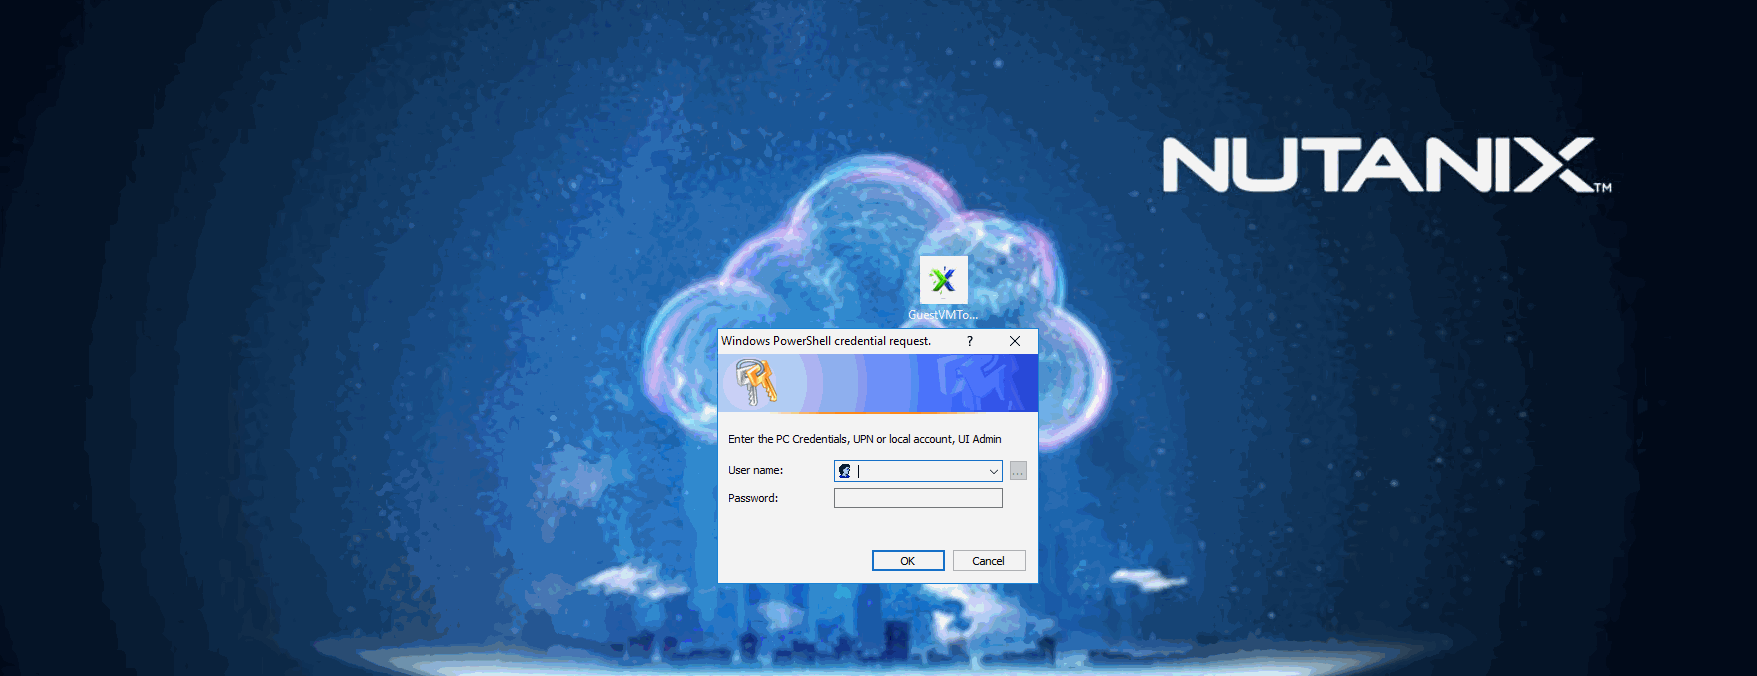 NUTANIX™
GuestVMTo...
Windows PowerShell credential request. ?
Enter the PC Credentials, UPN or local account, UI Admin
User name:
...
Password:
OK Cancel